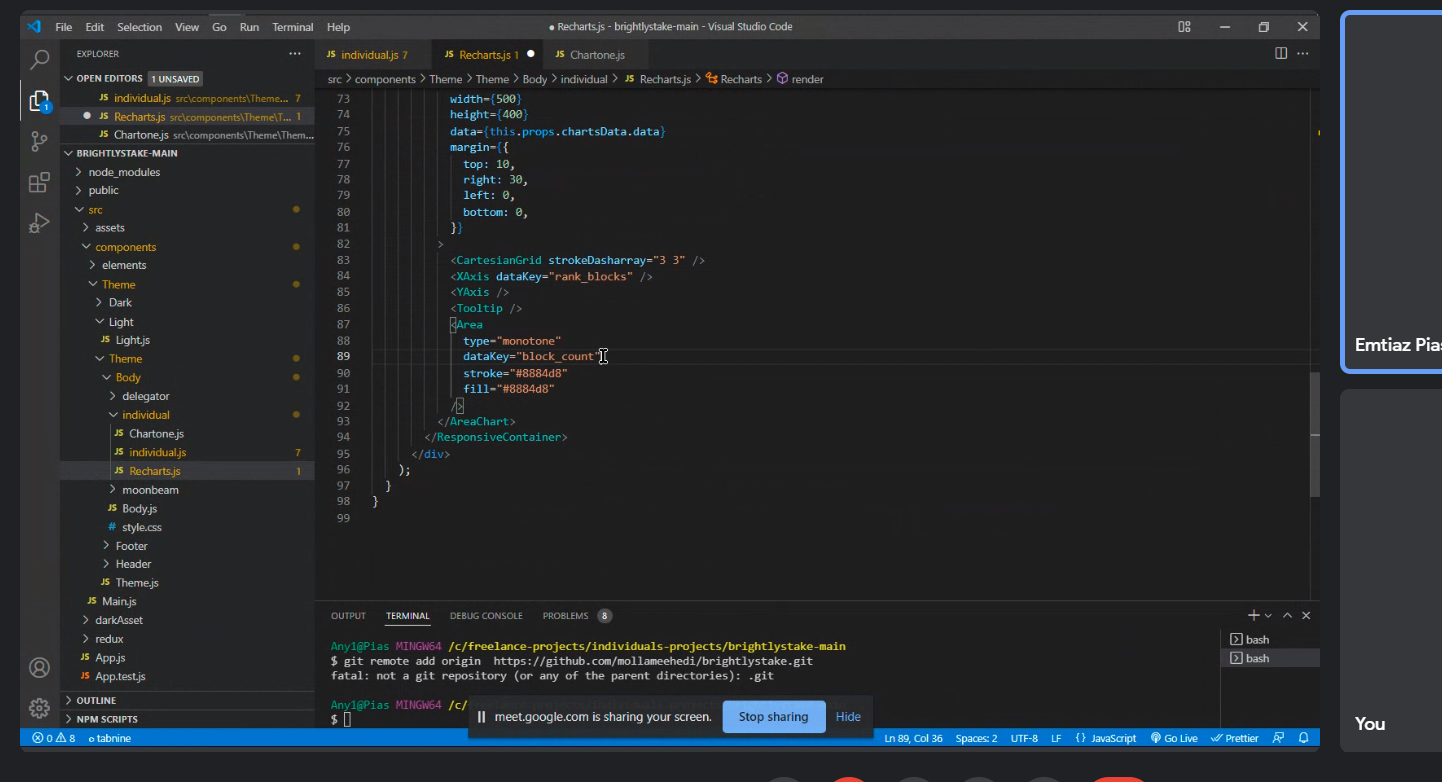 File Edit Selection View Go Run Terminal Help
● Recharts.js - brightlystake-main - Visual Studio Code
EXPLORER ...
JS individual.js 7 JS Recharts.js 1 ● JS Chartone.js
OPEN EDITORS 1 UNSAVED
JS individual.js src\components\Theme... 7
● JS Recharts.js src\components\Theme\T... 1
JS Chartone.js src\components\Theme\Them...
BRIGHTLYSTAKE-MAIN
node_modules
public
src
assets
components
elements
Theme
Dark
Light
JS Light.js
Theme
Body
delegator
individual
JS Chartone.js
JS individual.js 7
JS Recharts.js 1
moonbeam
JS Body.js
# style.css
Footer
Header
JS Theme.js
JS Main.js
darkAsset
redux
JS App.js
JS App.test.js
OUTLINE
NPM SCRIPTS
src > components > Theme > Theme > Body > individual > JS Recharts.js > Recharts > render
73 width={500}
74 height={400}
75 data={this.props.chartsData.data}
76 margin={{
77 top: 10,
78 right: 30,
79 left: 0,
80 bottom: 0,
81 }}
82 >
83 <CartesianGrid strokeDasharray="3 3" />
84 <XAxis dataKey="rank_blocks" />
85 <YAxis />
86 <Tooltip />
87 <Area
88 type="monotone"
89 dataKey="block_count"
90 stroke="#8884d8"
91 fill="#8884d8"
92 />
93 </AreaChart>
94 </ResponsiveContainer>
95 </div>
96 );
97 }
98 }
99
OUTPUT TERMINAL DEBUG CONSOLE PROBLEMS 8
Any1@Pias MINGW64 /c/freelance-projects/individuals-projects/brightlystake-main
$ git remote add origin  https://github.com/mollameehedi/brightlystake.git
fatal: not a git repository (or any of the parent directories): .git
Any1@Pias MINGW64 /c/
$
bash
bash
meet.google.com is sharing your screen. Stop sharing Hide
0 8 tabnine
Ln 89, Col 36 Spaces: 2 UTF-8 LF {} JavaScript Go Live Prettier
1
Emtiaz Pias
You